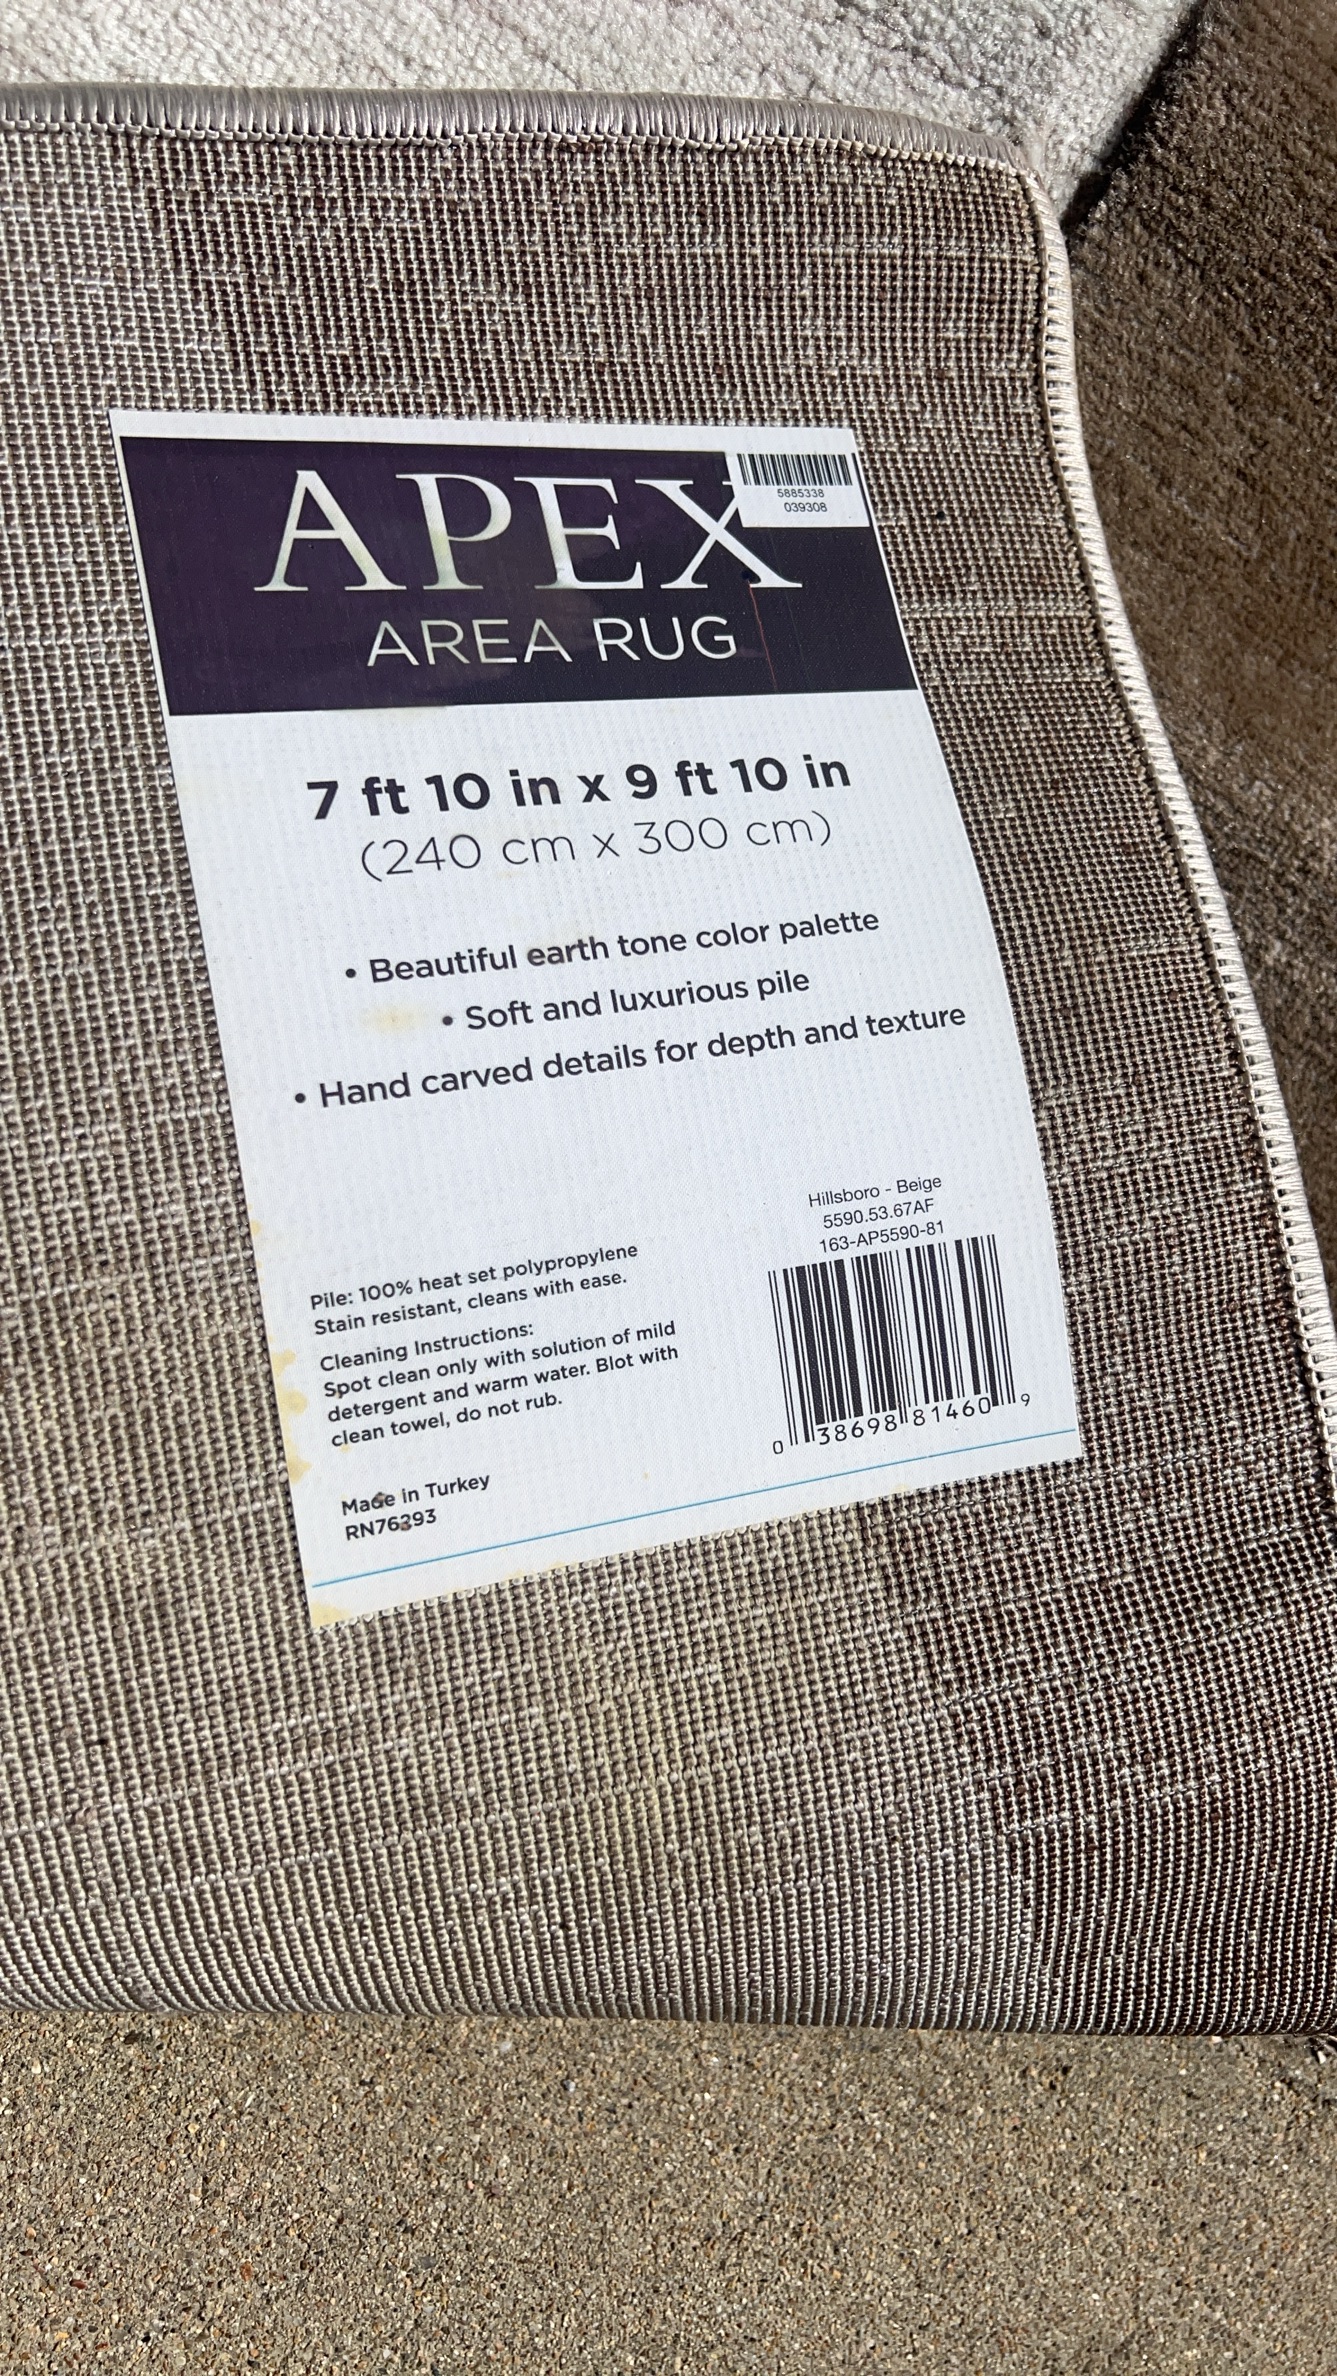 APEX
5885338
039308
AREA RUG
7 ft 10 in x 9 ft 10 in
(240 cm x 300 cm)
• Beautiful earth tone color palette
• Soft and luxurious pile
• Hand carved details for depth and texture
Hillsboro - Beige
5590.53.67AF
163-AP5590-81
Pile: 100% heat set polypropylene
Stain resistant, cleans with ease.
Cleaning Instructions:
Spot clean only with solution of mild
detergent and warm water. Blot with
clean towel, do not rub.
0 38698 81460 9
Made in Turkey
RN76293